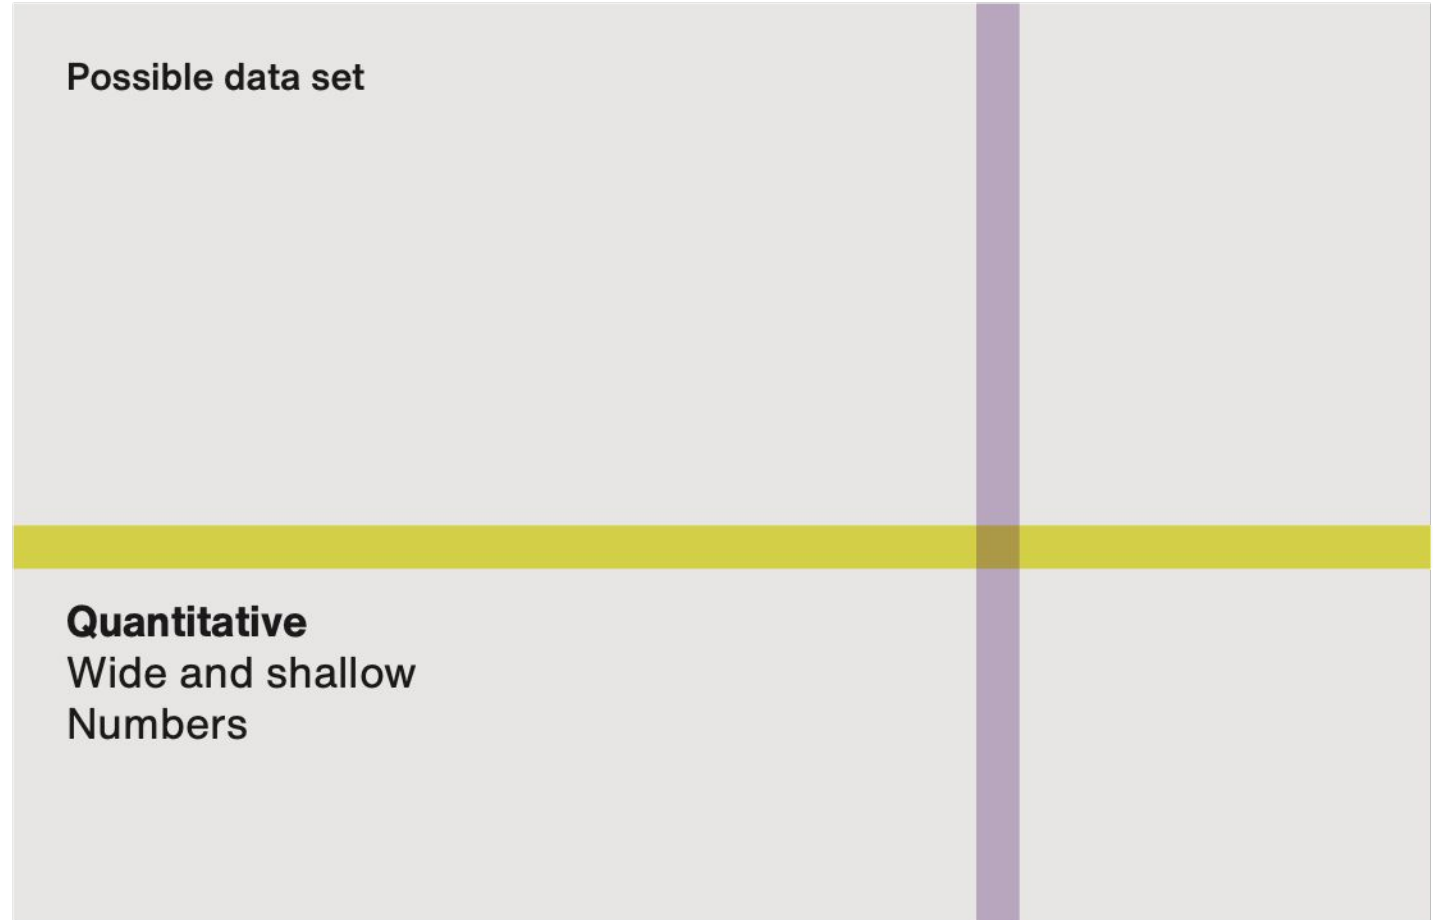 Possible data set
Quantitative
Wide and shallow
Numbers